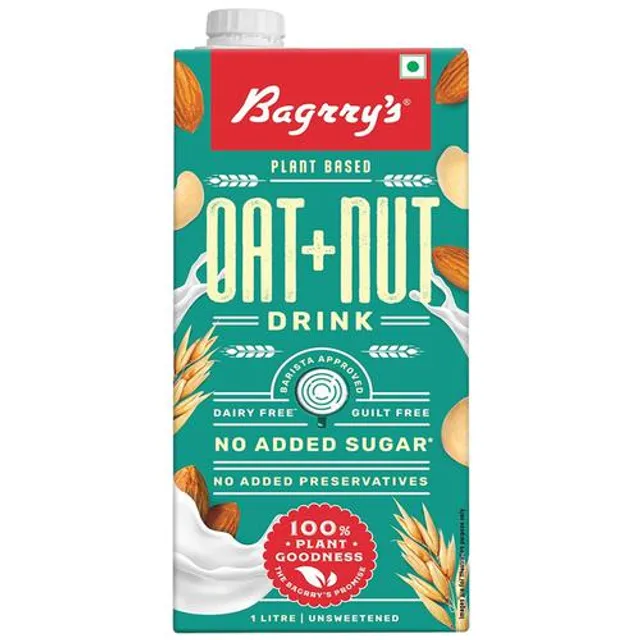 Bagrry's®
PLANT BASED
OAT+NUT
DRINK
BARISTA APPROVED
DAIRY FREE* GUILT FREE
NO ADDED SUGAR*
NO ADDED PRESERVATIVES
100%
• PLANT •
GOODNESS
THE BAGRRY'S PROMISE
1 LITRE | UNSWEETENED